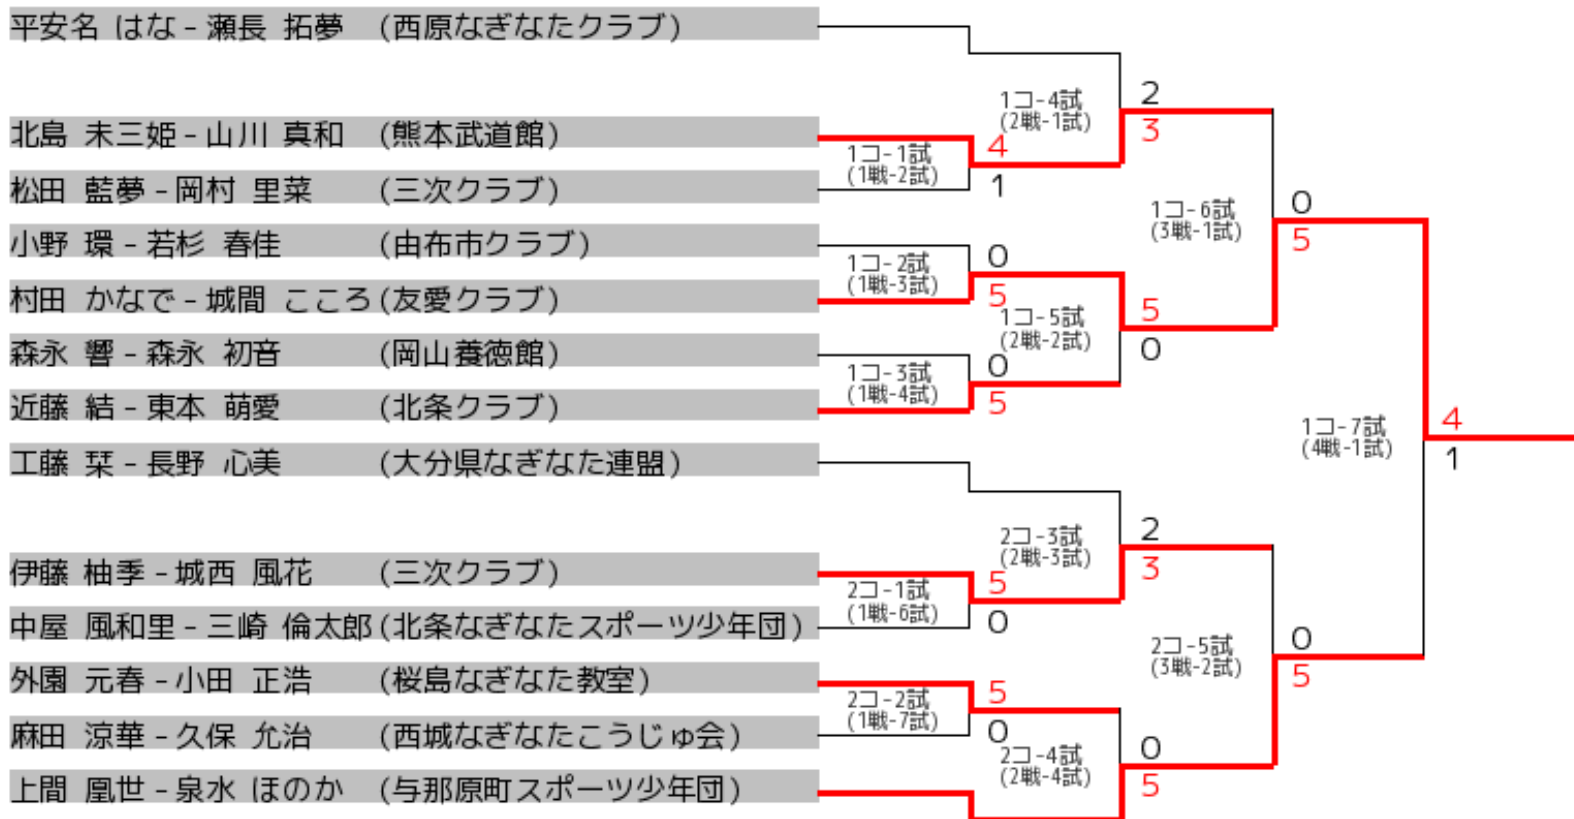 平安名 はな - 瀬長 拓夢 (西原なぎなたクラブ)
北島 未三姫 - 山川 真和 (熊本武道館)
松田 藍夢 - 岡村 里菜 (三次クラブ)
小野 環 - 若杉 春佳 (由布市クラブ)
村田 かなで - 城間 こころ (友愛クラブ)
森永 響 - 森永 初音 (岡山養徳館)
近藤 結 - 東本 萌愛 (北条クラブ)
工藤 栞 - 長野 心美 (大分県なぎなた連盟)
伊藤 柚季 - 城西 風花 (三次クラブ)
中屋 風和里 - 三崎 倫太郎 (北条なぎなたスポーツ少年団)
外園 元春 - 小田 正浩 (桜島なぎなた教室)
麻田 涼華 - 久保 允治 (西城なぎなたこうじゅ会)
上間 凰世 - 泉水 ほのか (与那原町スポーツ少年団)
1コ-1試
(1戦-2試)
4
1
1コ-2試
(1戦-3試)
0
5
1コ-3試
(1戦-4試)
0
5
2コ-1試
(1戦-6試)
5
0
2コ-2試
(1戦-7試)
5
0
1コ-4試
(2戦-1試)
2
3
1コ-5試
(2戦-2試)
5
0
2コ-3試
(2戦-3試)
2
3
2コ-4試
(2戦-4試)
0
5
1コ-6試
(3戦-1試)
0
5
2コ-5試
(3戦-2試)
0
5
1コ-7試
(4戦-1試)
4
1